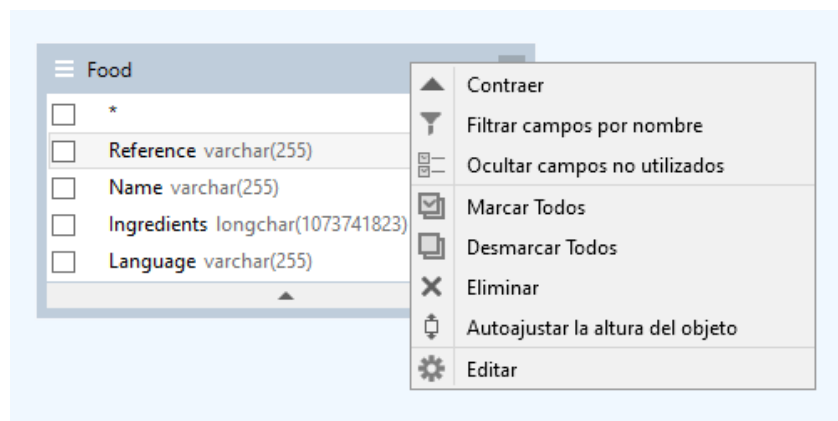 Food
*
Reference varchar(255)
Name varchar(255)
Ingredients longchar(1073741823)
Language varchar(255)
Contraer
Filtrar campos por nombre
Ocultar campos no utilizados
Marcar Todos
Desmarcar Todos
Eliminar
Autoajustar la altura del objeto
Editar